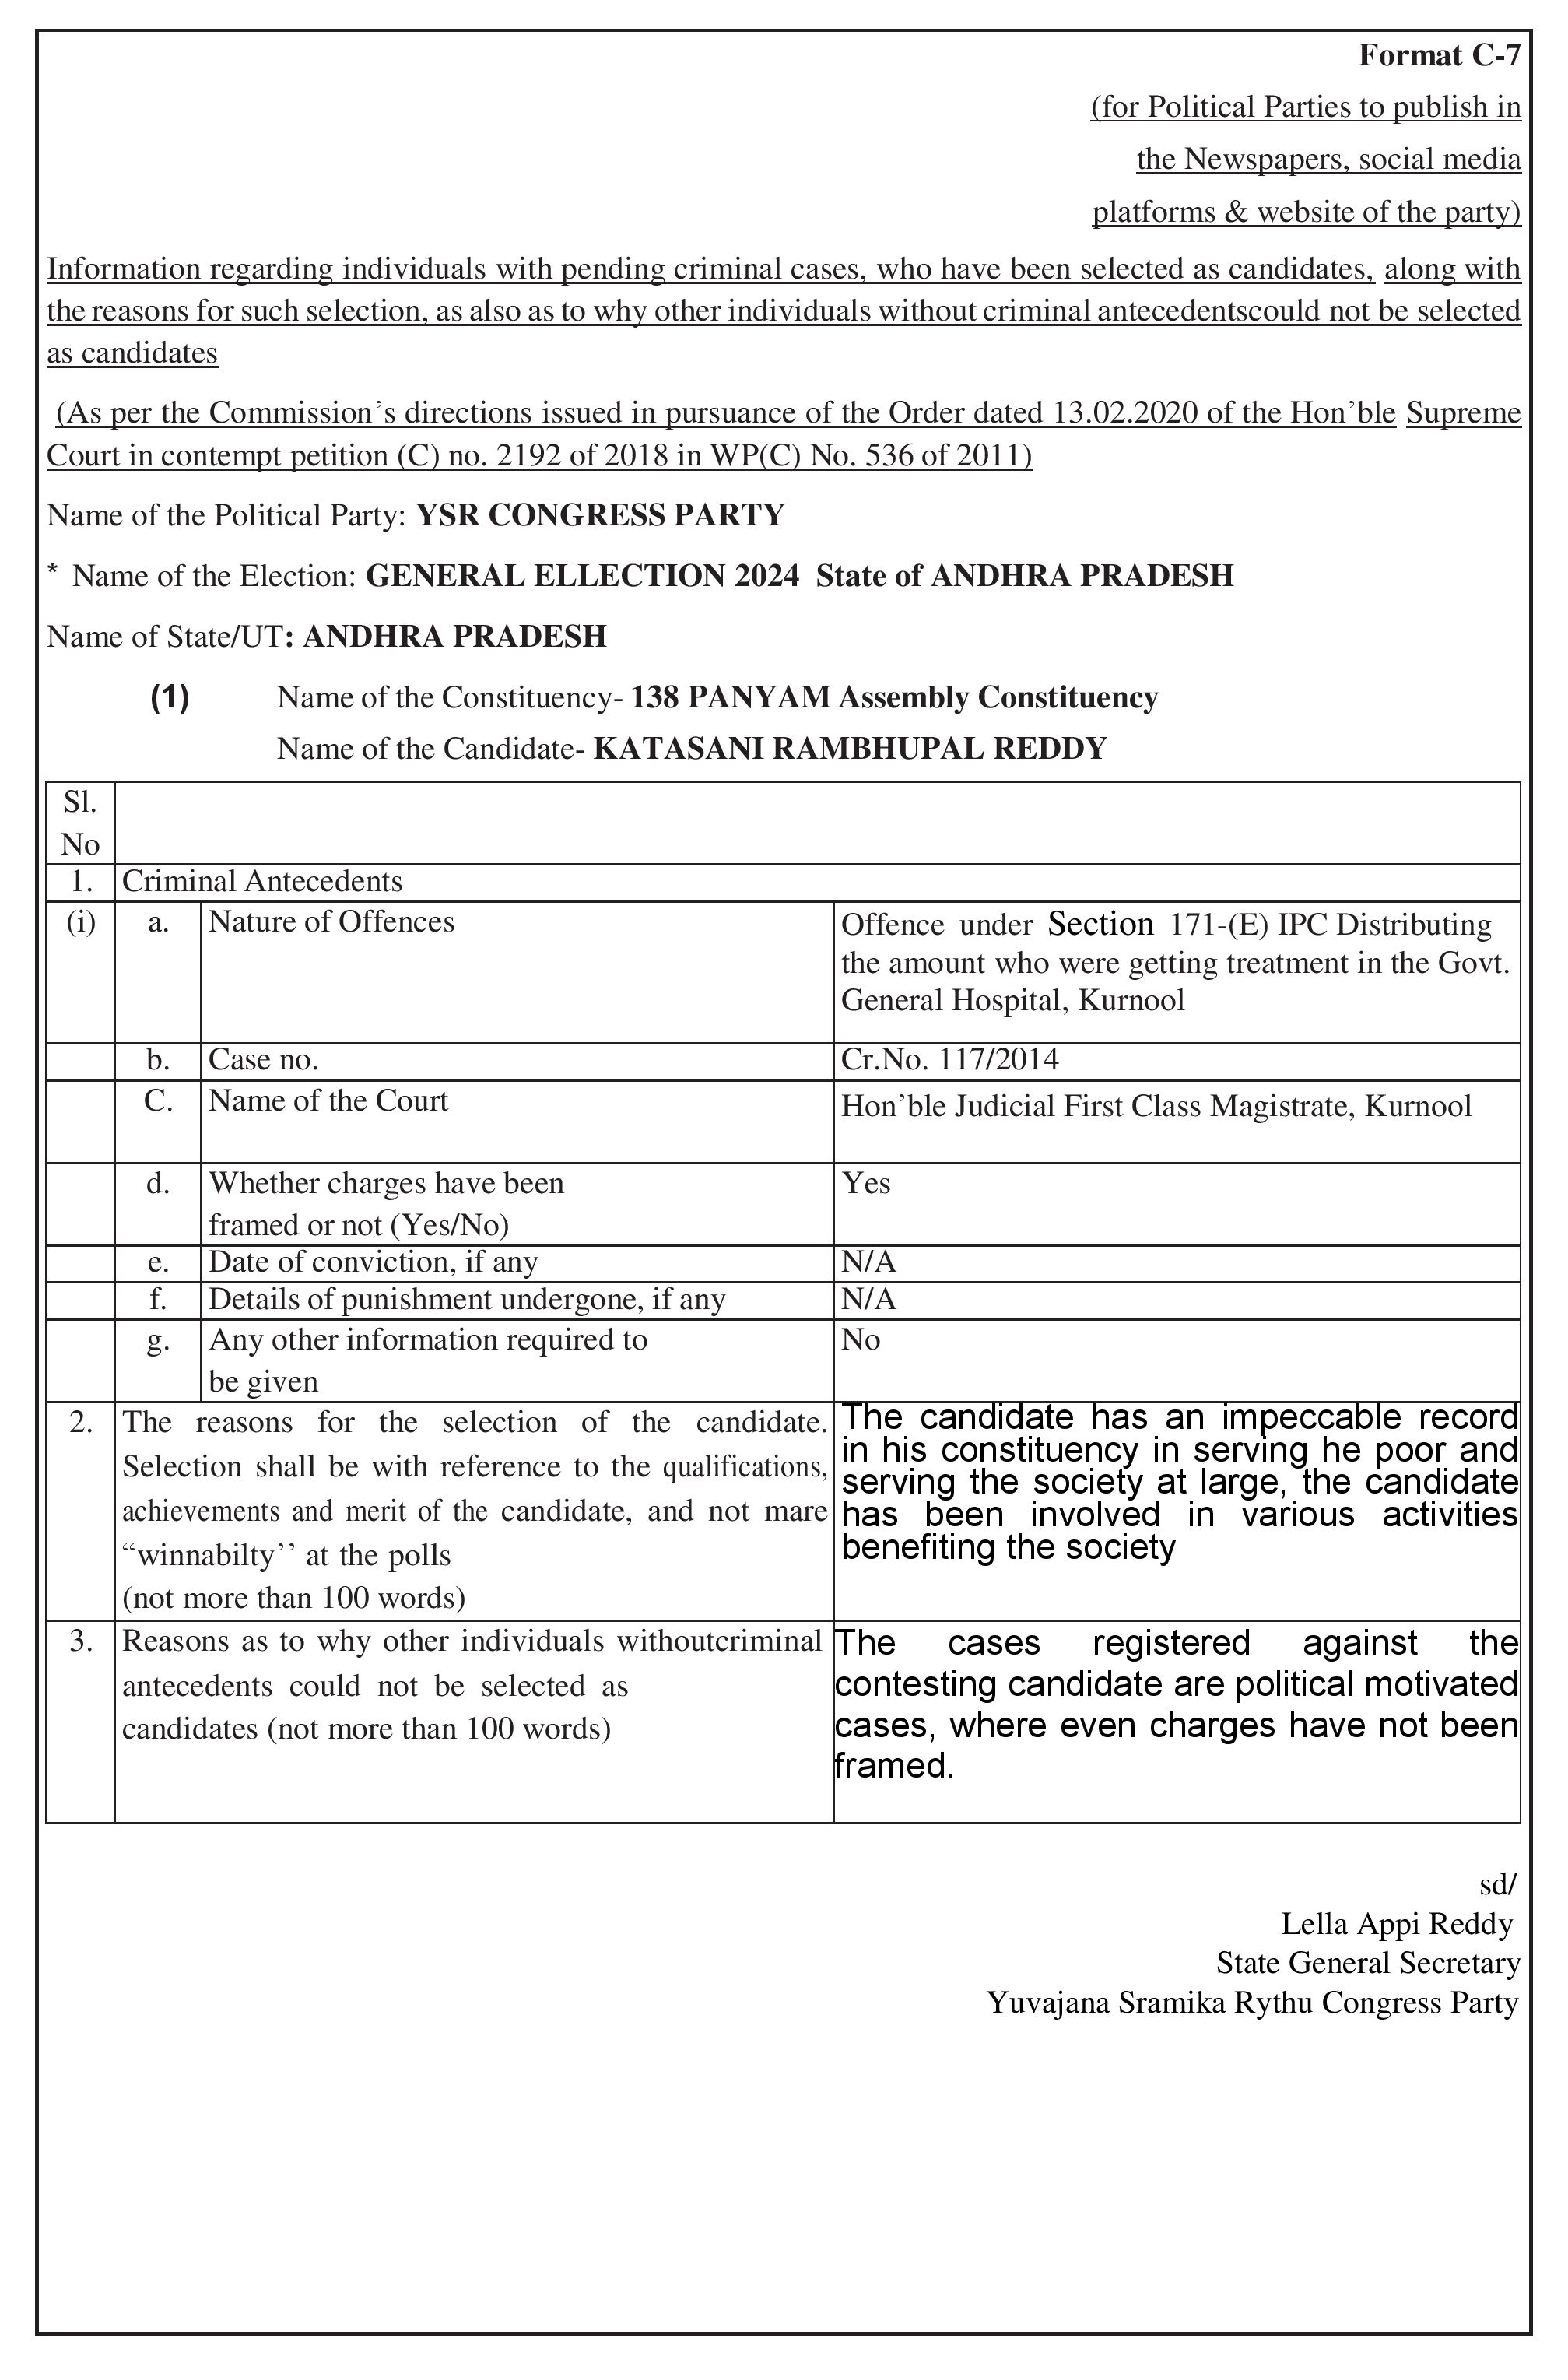 Format C-7
(for Political Parties to publish in
the Newspapers, social media
platforms & website of the party)
Information regarding individuals with pending criminal cases, who have been selected as candidates, along with
the reasons for such selection, as also as to why other individuals without criminal antecedentscould not be selected
as candidates
(As per the Commission’s directions issued in pursuance of the Order dated 13.02.2020 of the Hon’ble Supreme
Court in contempt petition (C) no. 2192 of 2018 in WP(C) No. 536 of 2011)
Name of the Political Party: YSR CONGRESS PARTY
* Name of the Election: GENERAL ELLECTION 2024 State of ANDHRA PRADESH
Name of State/UT: ANDHRA PRADESH
(1) Name of the Constituency- 138 PANYAM Assembly Constituency
Name of the Candidate- KATASANI RAMBHUPAL REDDY
Sl.
No
1. Criminal Antecedents
(i) a. Nature of Offences
Offence under Section 171-(E) IPC Distributing
the amount who were getting treatment in the Govt.
General Hospital, Kurnool
b. Case no. Cr.No. 117/2014
C. Name of the Court Hon’ble Judicial First Class Magistrate, Kurnool
d. Whether charges have been
framed or not (Yes/No)
Yes
e. Date of conviction, if any N/A
f. Details of punishment undergone, if any N/A
g. Any other information required to
be given
No
2. The reasons for the selection of the candidate.
Selection shall be with reference to the qualifications,
achievements and merit of the candidate, and not mare
“winnabilty’’ at the polls
(not more than 100 words)
The candidate has an impeccable record
in his constituency in serving he poor and
serving the society at large, the candidate
has been involved in various activities
benefiting the society
3. Reasons as to why other individuals withoutcriminal
antecedents could not be selected as
candidates (not more than 100 words)
The cases registered against the
contesting candidate are political motivated
cases, where even charges have not been
framed.
sd/
Lella Appi Reddy
State General Secretary
Yuvajana Sramika Rythu Congress Party